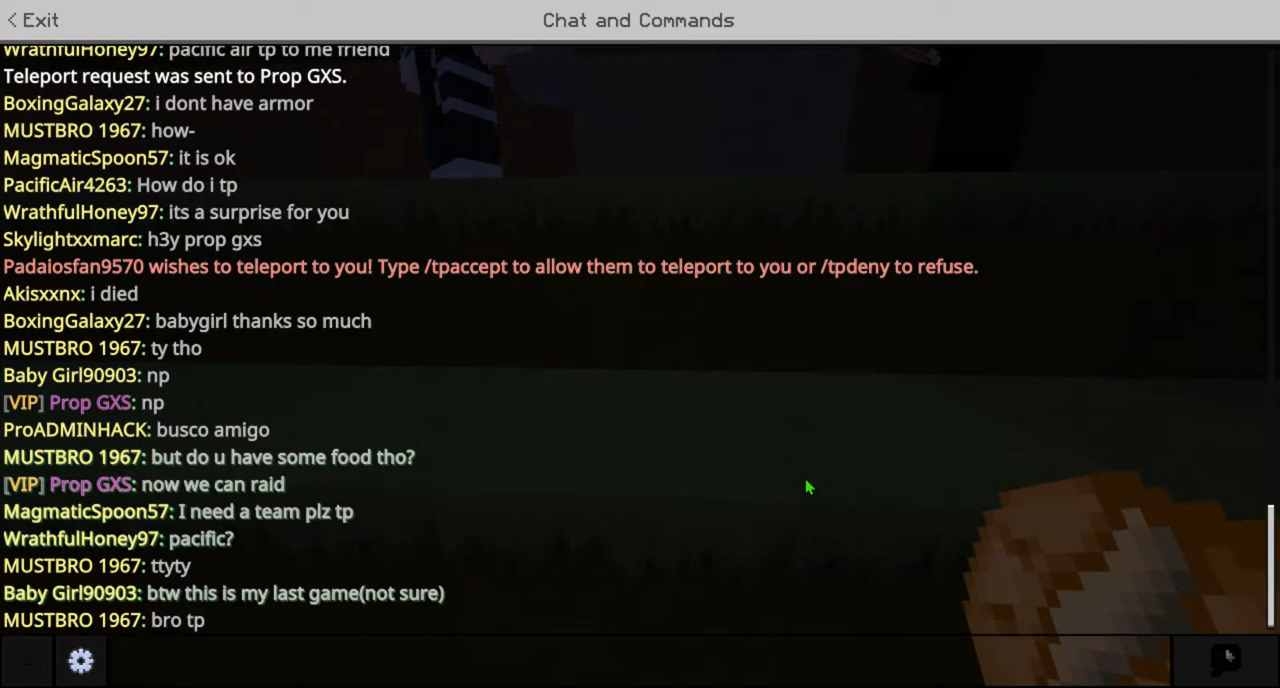 < Exit
Chat and Commands
WrathfulHoney97: pacific air tp to me friend
Teleport request was sent to Prop GXS.
BoxingGalaxy27: i dont have armor
MUSTBRO 1967: how-
MagmaticSpoon57: it is ok
PacificAir4263: How do i tp
WrathfulHoney97: its a surprise for you
Skylightxxmarc: h3y prop gxs
Padaiosfan9570 wishes to teleport to you! Type /tpaccept to allow them to teleport to you or /tpdeny to refuse.
Akisxxnx: i died
BoxingGalaxy27: babygirl thanks so much
MUSTBRO 1967: ty tho
Baby Girl90903: np
[VIP] Prop GXS: np
ProADMINHACK: busco amigo
MUSTBRO 1967: but do u have some food tho?
[VIP] Prop GXS: now we can raid
MagmaticSpoon57: I need a team plz tp
WrathfulHoney97: pacific?
MUSTBRO 1967: ttyty
Baby Girl90903: btw this is my last game(not sure)
MUSTBRO 1967: bro tp